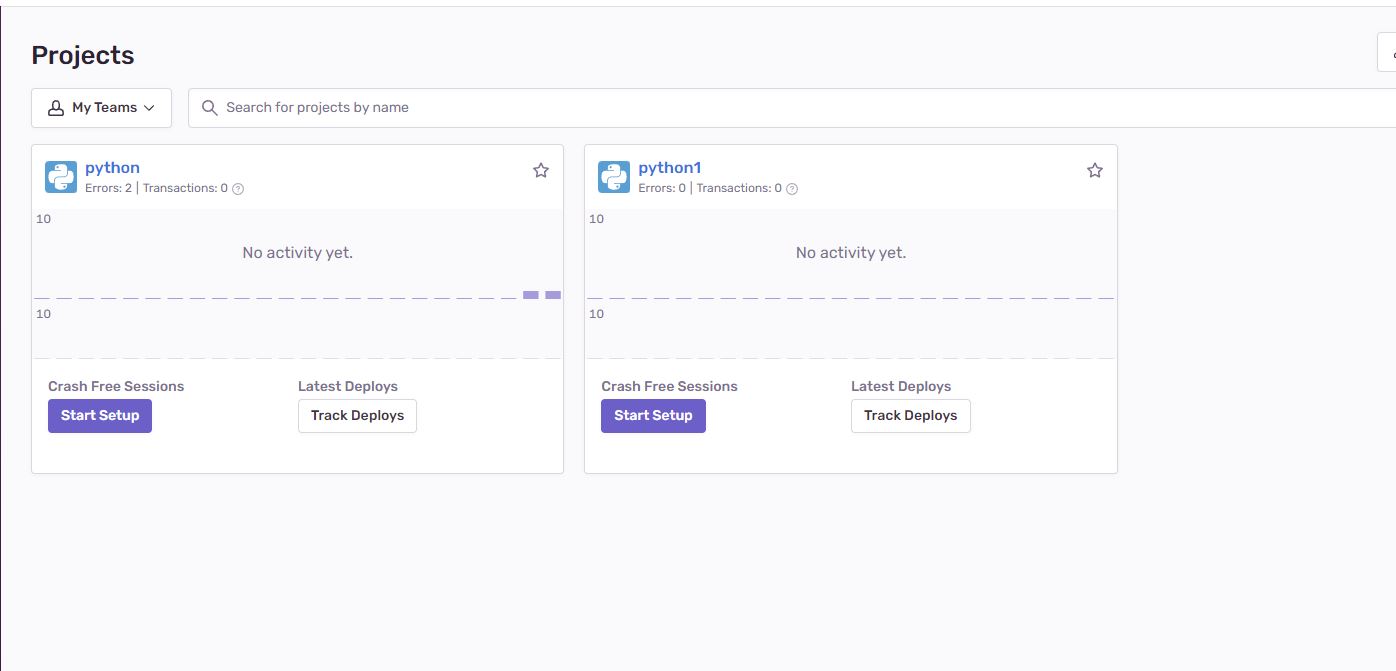 Projects
My Teams
Search for projects by name
python
Errors: 2 | Transactions: 0 ?
10
No activity yet.
10
Crash Free Sessions
Latest Deploys
Start Setup
Track Deploys
python1
Errors: 0 | Transactions: 0 ?
10
No activity yet.
10
Crash Free Sessions
Latest Deploys
Start Setup
Track Deploys